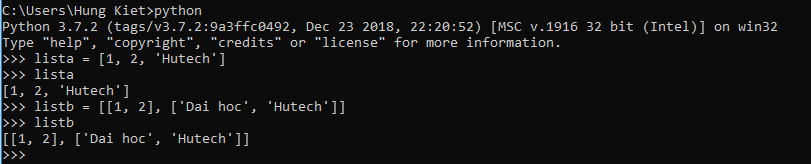 C:\Users\Hung Kiet>python
Python 3.7.2 (tags/v3.7.2:9a3ffc0492, Dec 23 2018, 22:20:52) [MSC v.1916 32 bit (Intel)] on win32
Type "help", "copyright", "credits" or "license" for more information.
>>> lista = [1, 2, 'Hutech']
>>> lista
[1, 2, 'Hutech']
>>> listb = [[1, 2], ['Dai hoc', 'Hutech']]
>>> listb
[[1, 2], ['Dai hoc', 'Hutech']]
>>>